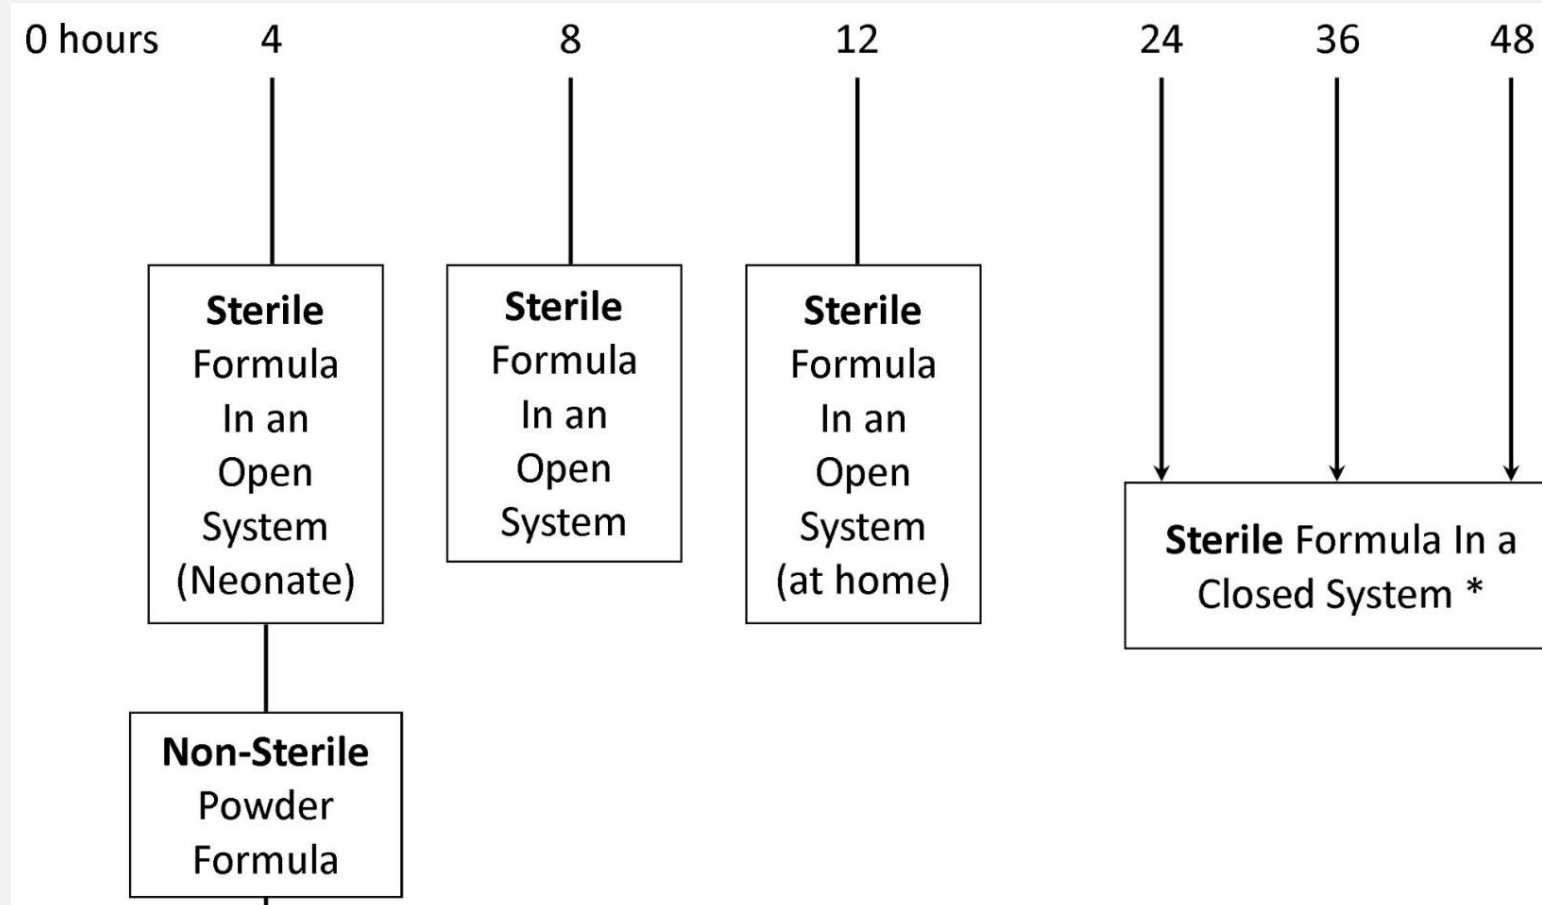 0 hours 4 8 12 24 36 48
Sterile
Formula
In an
Open
System
(Neonate)
Sterile
Formula
In an
Open
System
Sterile
Formula
In an
Open
System
(at home)
Sterile Formula In a
Closed System *
Non-Sterile
Powder
Formula